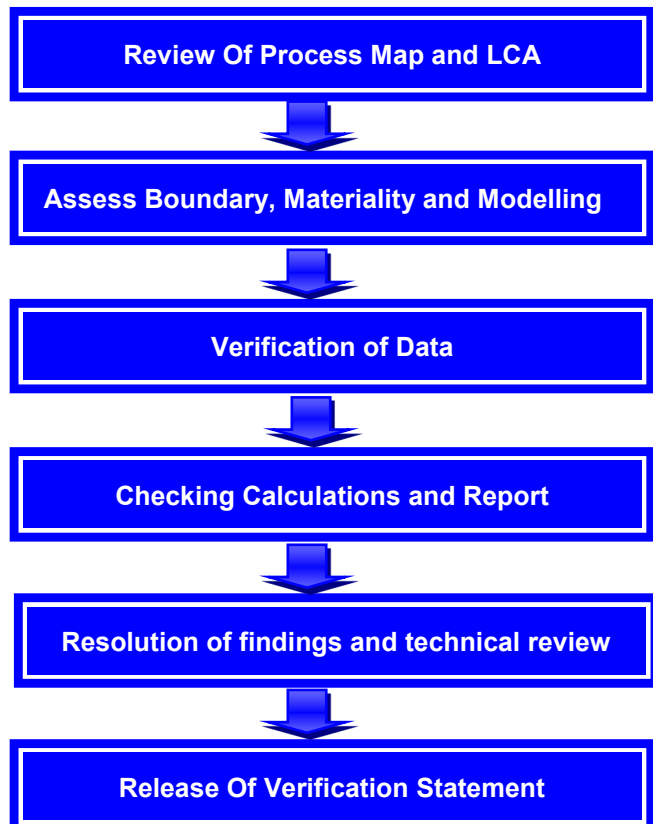 Review Of Process Map and LCA
Assess Boundary, Materiality and Modelling
Verification of Data
Checking Calculations and Report
Resolution of findings and technical review
Release Of Verification Statement